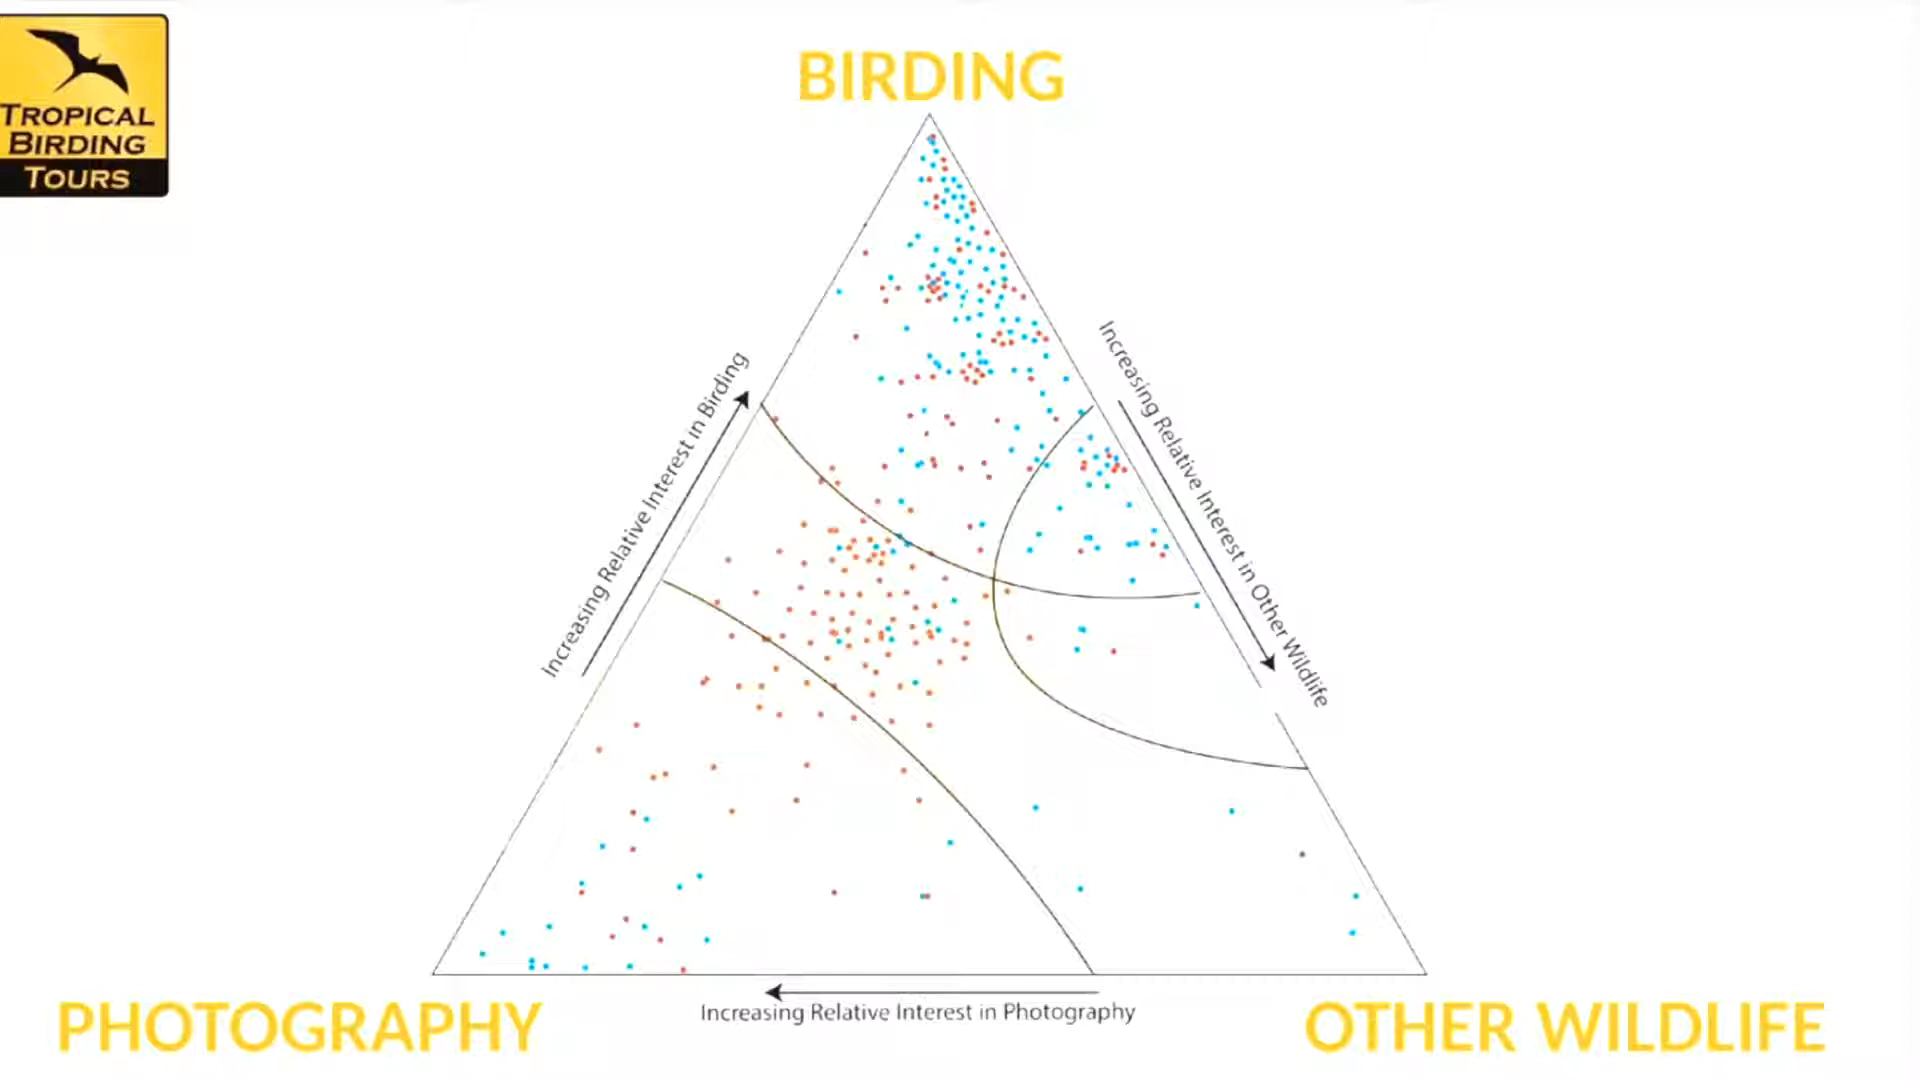 TROPICAL
BIRDING
TOURS
BIRDING
Increasing Relative Interest in Birding
Increasing Relative Interest in Other Wildlife
Increasing Relative Interest in Photography
PHOTOGRAPHY
OTHER WILDLIFE